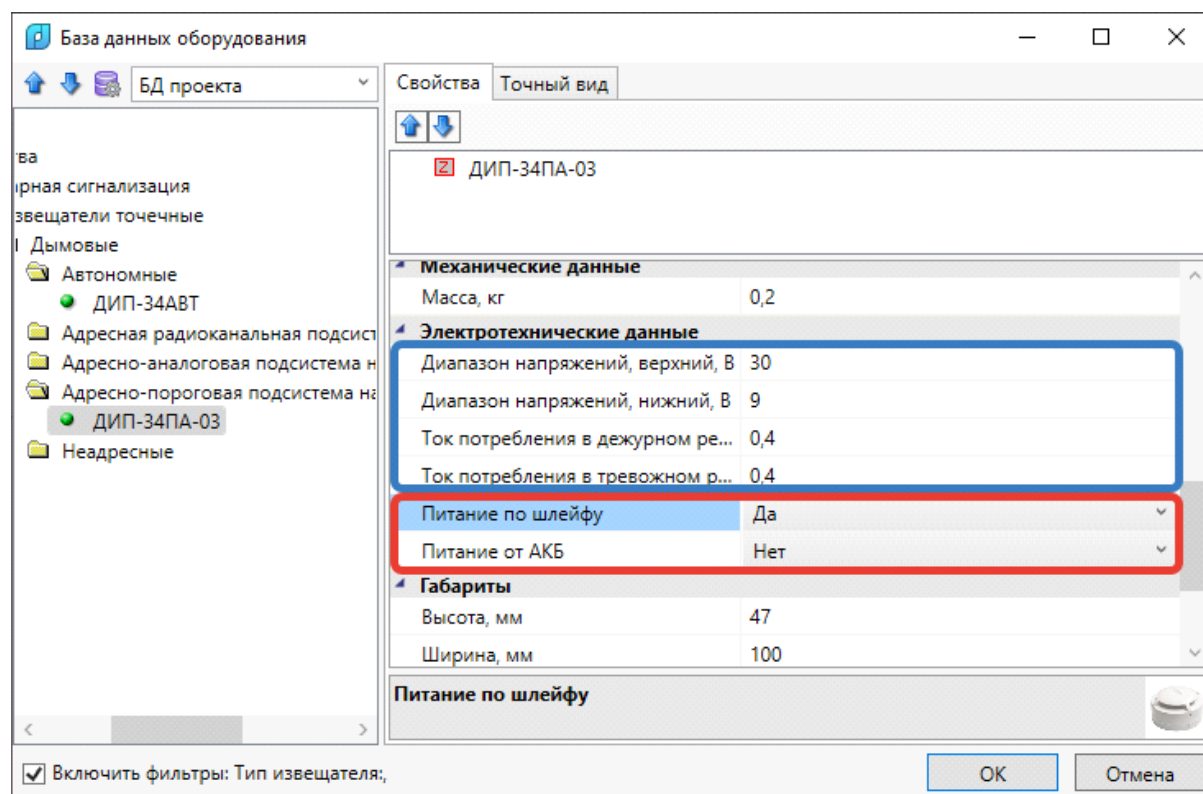 База данных оборудования
БД проекта
ва
рная сигнализация
звещатели точечные
Дымовые
Автономные
ДИП-34АВТ
Адресная радиоканальная подсист
Адресно-аналоговая подсистема н
Адресно-пороговая подсистема на
ДИП-34ПА-03
Неадресные
Свойства Точный вид
ДИП-34ПА-03
Механические данные
Масса, кг 0,2
Электротехнические данные
Диапазон напряжений, верхний, В 30
Диапазон напряжений, нижний, В 9
Ток потребления в дежурном ре... 0,4
Ток потребления в тревожном р... 0,4
Питание по шлейфу Да
Питание от АКБ Нет
Габариты
Высота, мм 47
Ширина, мм 100
Питание по шлейфу
Включить фильтры: Тип извещателя:,
ОК Отмена